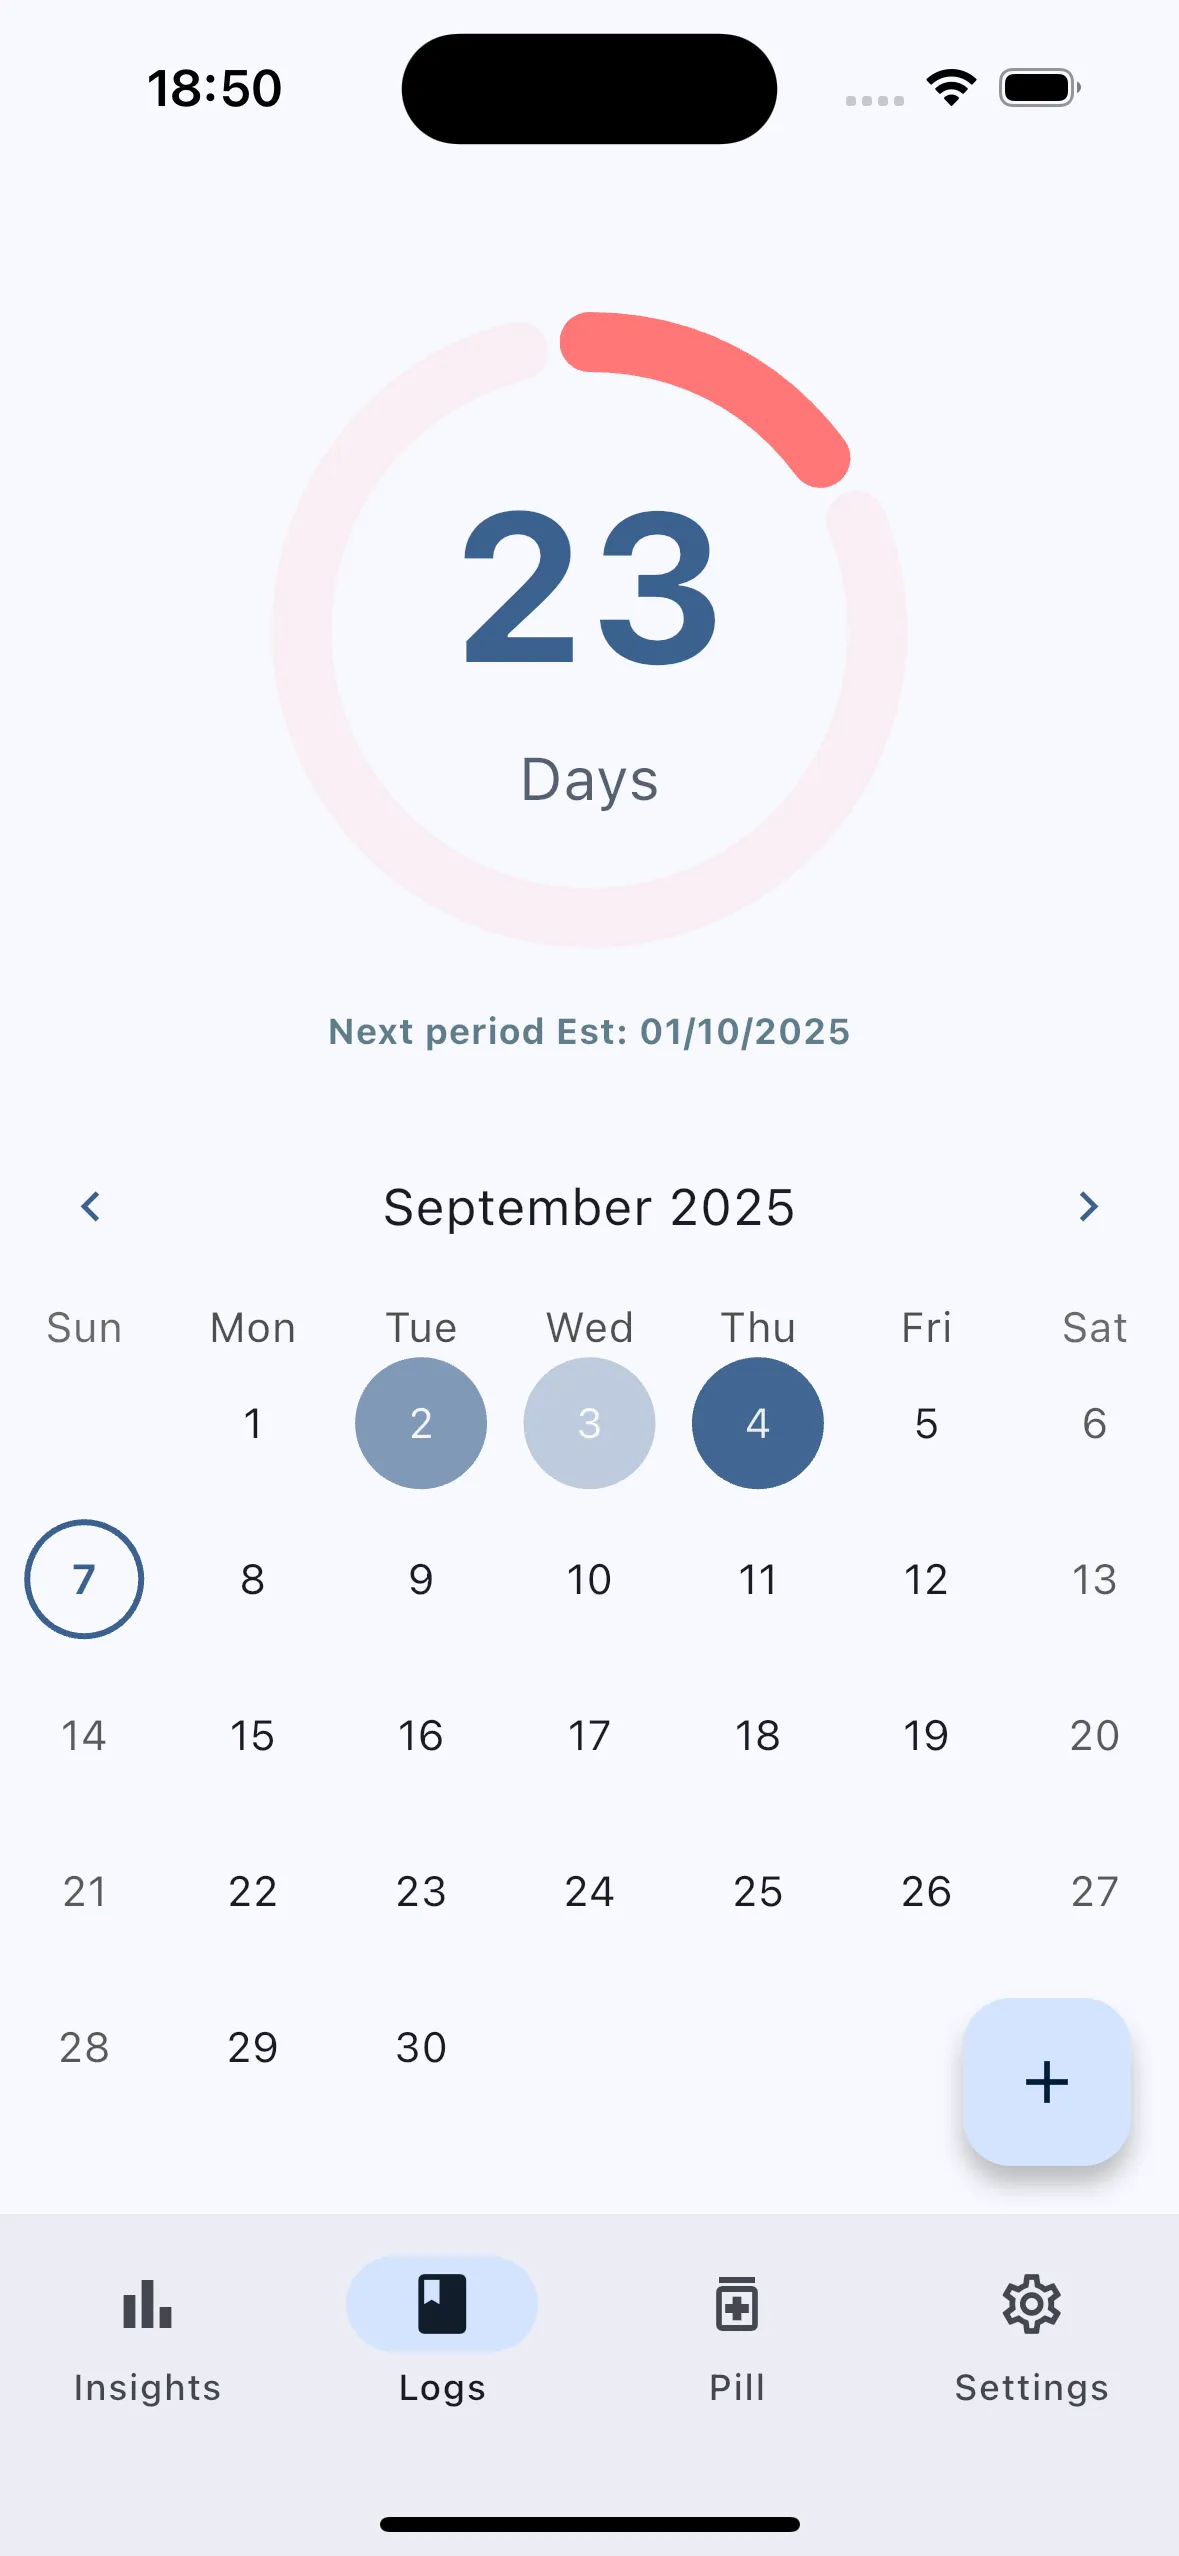 18:50
23
Days
Next period Est: 01/10/2025
September 2025
Sun Mon Tue Wed Thu Fri Sat
1 2 3 4 5 6
7 8 9 10 11 12 13
14 15 16 17 18 19 20
21 22 23 24 25 26 27
28 29 30
Insights Logs Pill Settings